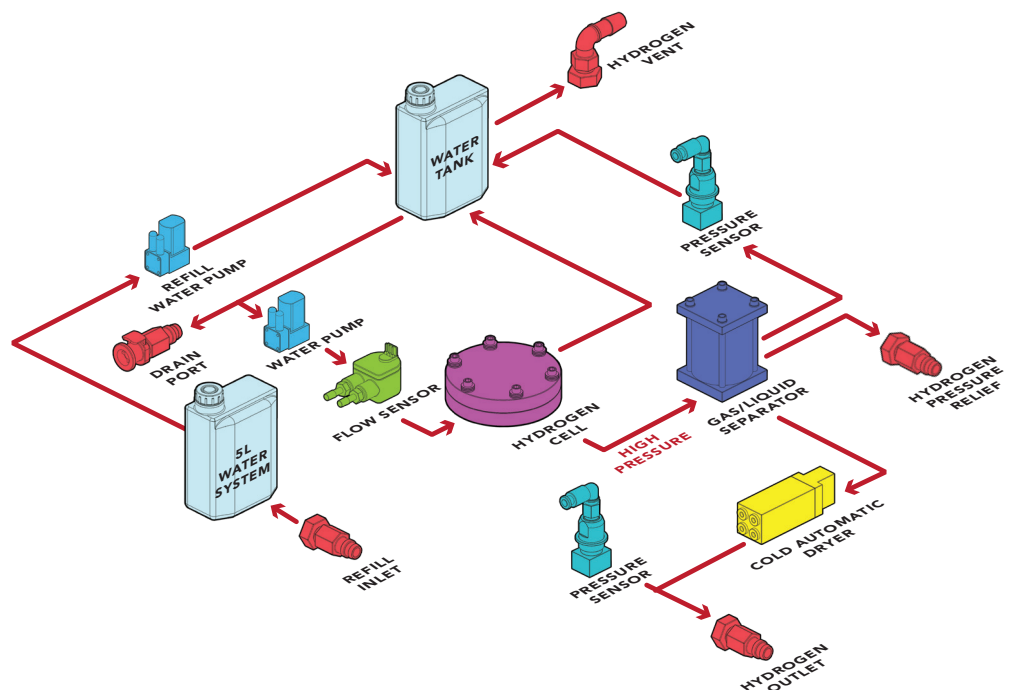 HYDROGEN
VENT
WATER
TANK
PRESSURE
SENSOR
REFILL
WATER PUMP
DRAIN
PORT
WATER PUMP
FLOW SENSOR
HYDROGEN
CELL
HIGH
PRESSURE
GAS/LIQUID
SEPARATOR
HYDROGEN
PRESSURE
RELIEF
5L
WATER
SYSTEM
REFILL
INLET
PRESSURE
SENSOR
COLD AUTOMATIC
DRYER
HYDROGEN
OUTLET